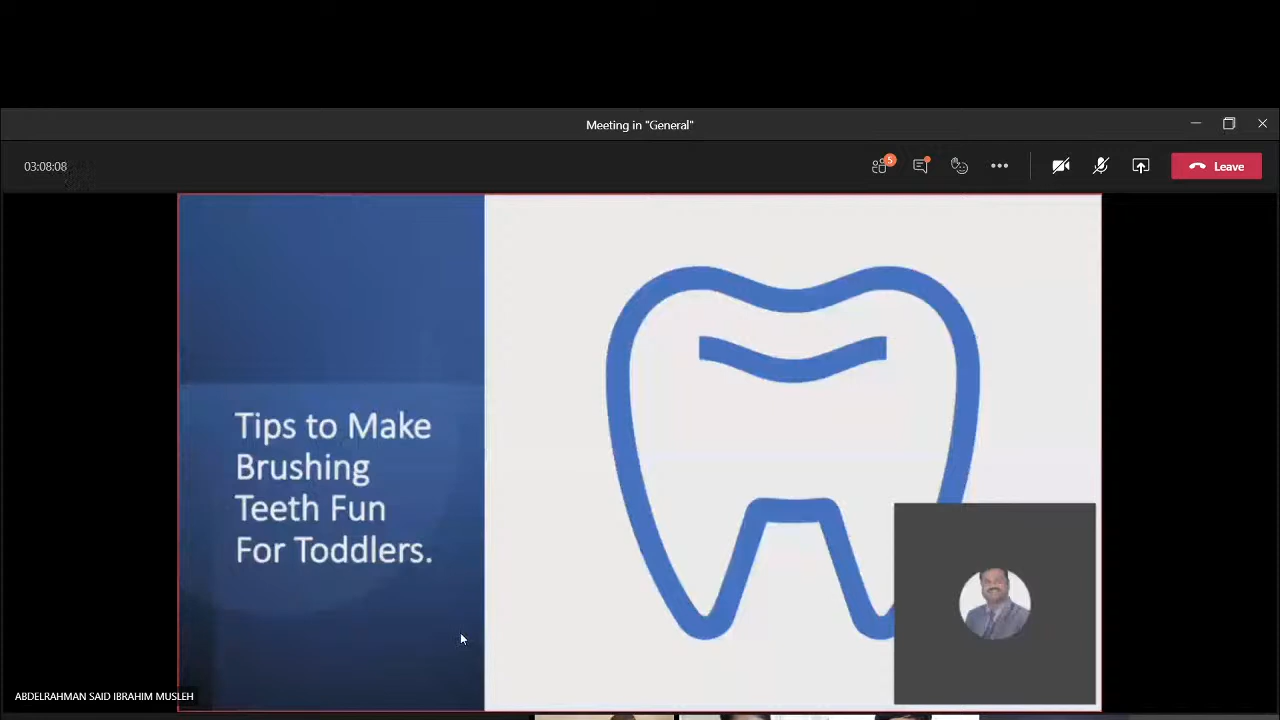 Meeting in "General"
03:08:08
5
Leave
Tips to Make
Brushing
Teeth Fun
For Toddlers.
ABDELRAHMAN SAID IBRAHIM MUSLEH